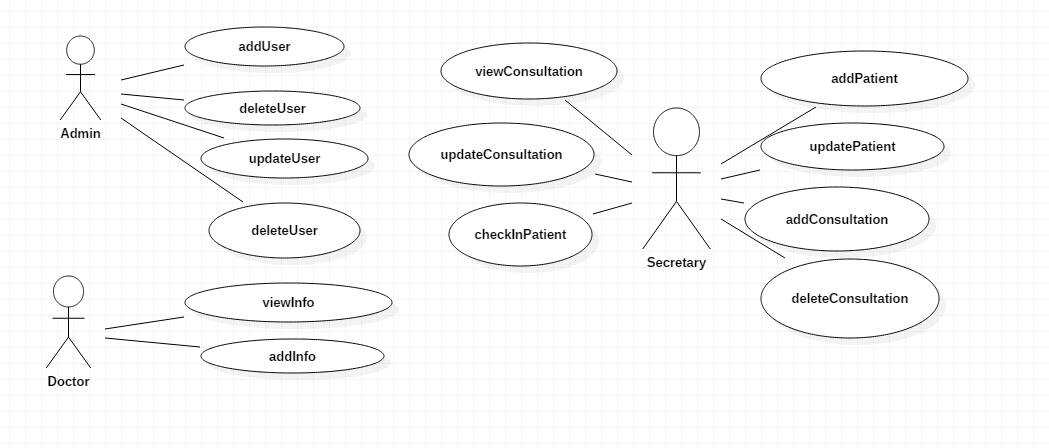 addUser
deleteUser
updateUser
deleteUser
Admin
viewInfo
addInfo
Doctor
viewConsultation
updateConsultation
checkInPatient
Secretary
addPatient
updatePatient
addConsultation
deleteConsultation